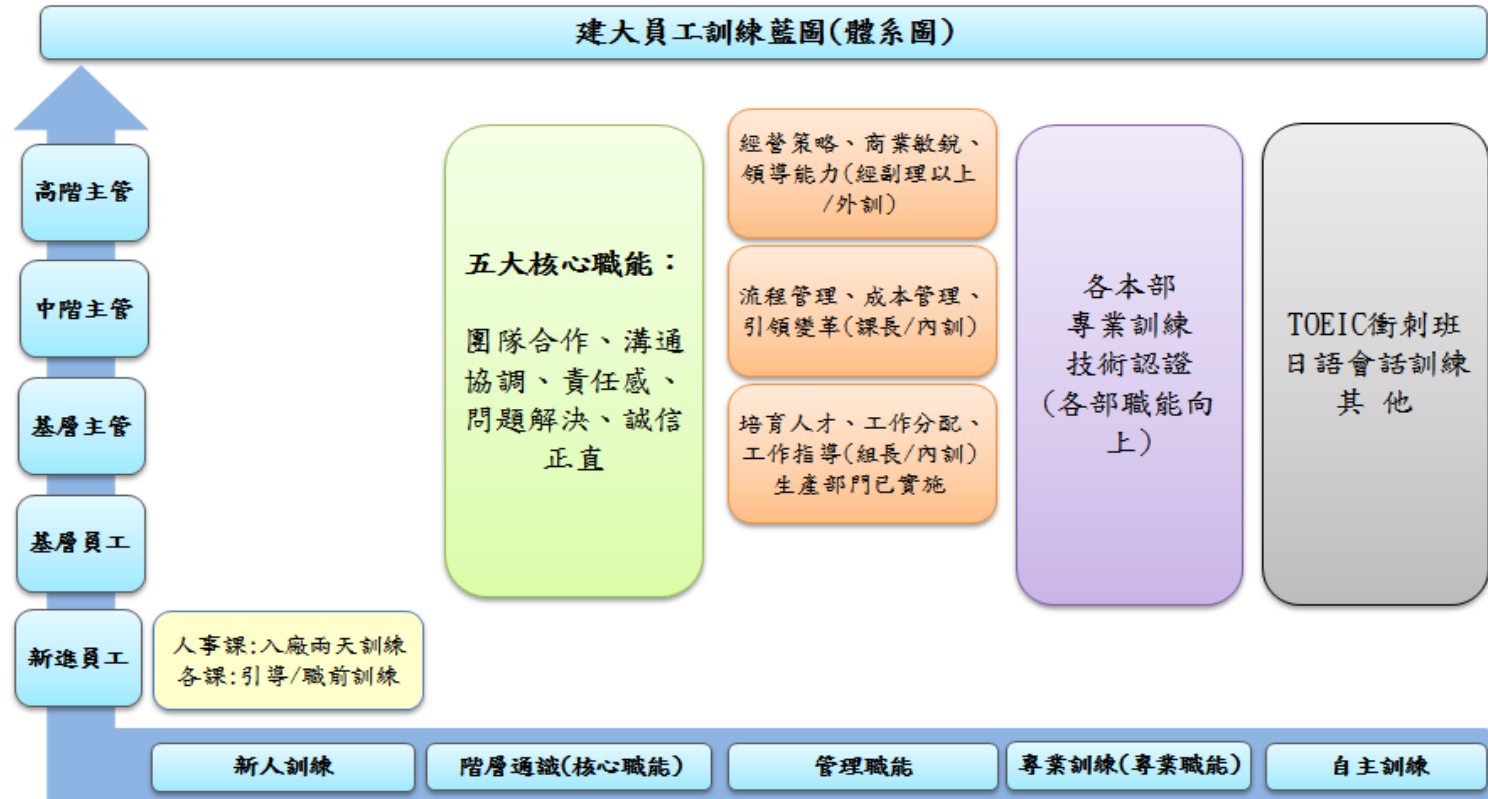 建大員工訓練藍圖(體系圖)
高階主管
中階主管
基層主管
基層員工
新進員工
人事課:入廠兩天訓練
各課:引導/職前訓練
五大核心職能：
團隊合作、溝通
協調、責任感、
問題解決、誠信
正直
經營策略、商業敏銳、
領導能力(經副理以上
/外訓)
流程管理、成本管理、
引領變革(課長/內訓)
培育人才、工作分配、
工作指導(組長/內訓)
生產部門已實施
各本部
專業訓練
技術認證
(各部職能向
上)
TOEIC衝刺班
日語會話訓練
其 他
新人訓練
階層通識(核心職能)
管理職能
專業訓練(專業職能)
自主訓練